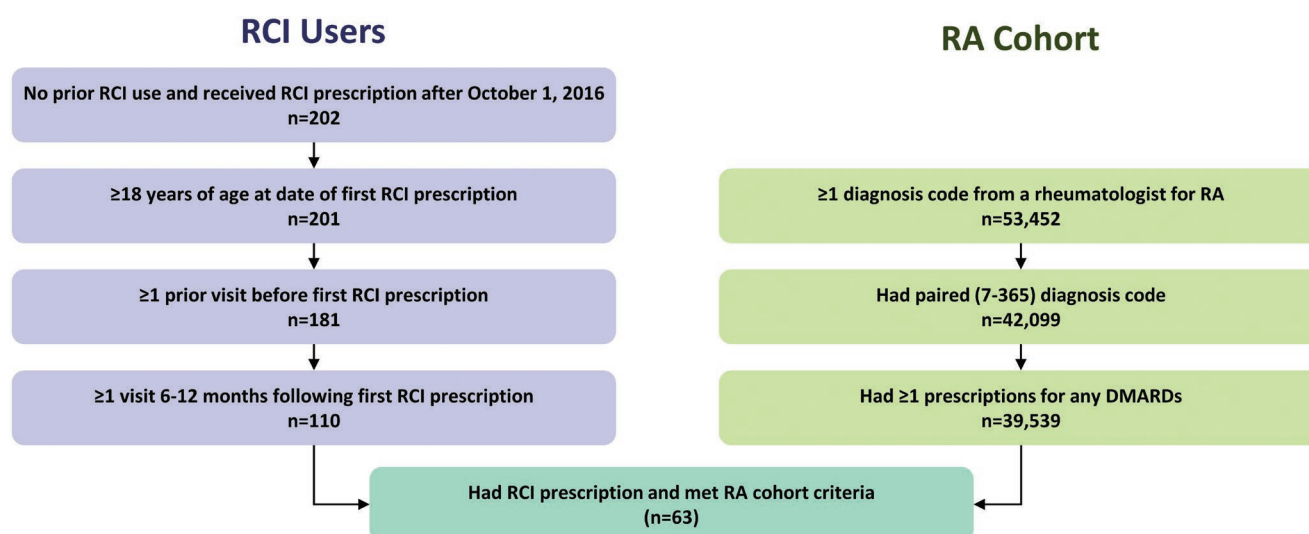 RCI Users
No prior RCI use and received RCI prescription after October 1, 2016
n=202
≥18 years of age at date of first RCI prescription
n=201
≥1 prior visit before first RCI prescription
n=181
≥1 visit 6-12 months following first RCI prescription
n=110
RA Cohort
≥1 diagnosis code from a rheumatologist for RA
n=53,452
Had paired (7-365) diagnosis code
n=42,099
Had ≥1 prescriptions for any DMARDs
n=39,539
Had RCI prescription and met RA cohort criteria
(n=63)